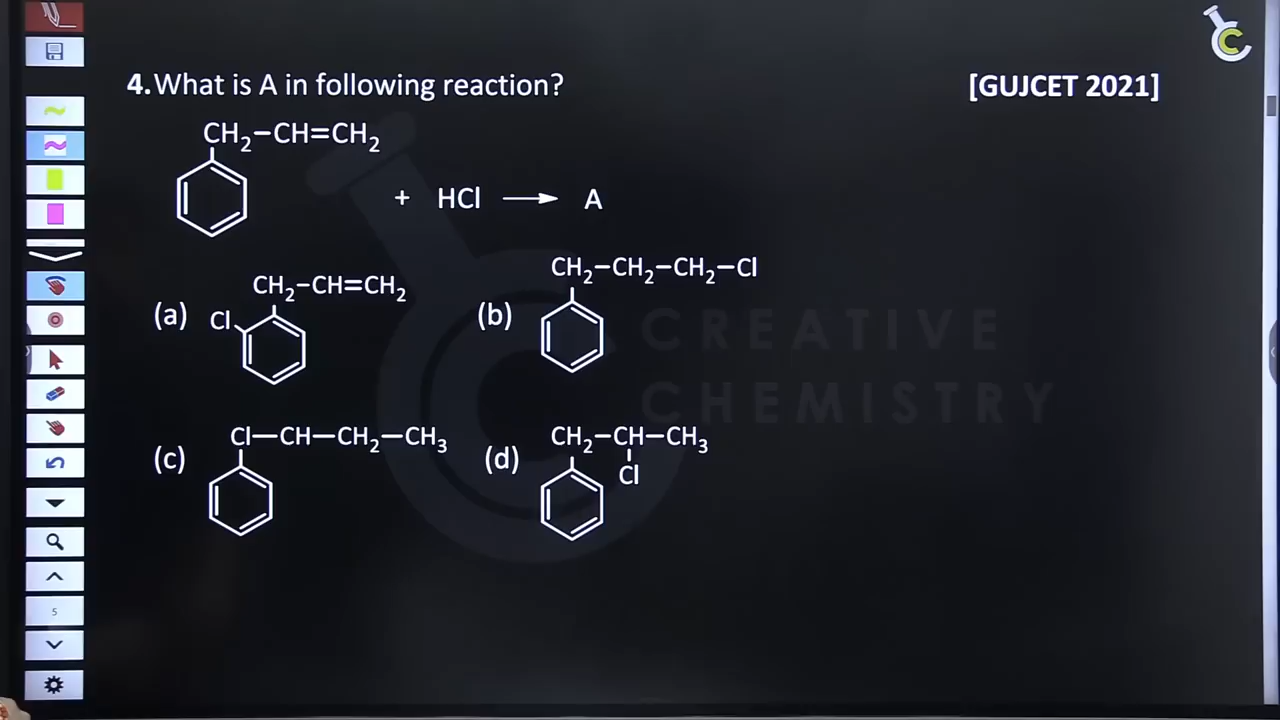 4. What is A in following reaction? [GUJCET 2021]
CH₂–CH=CH₂
+ HCl ⟶ A
(a) CH₂–CH=CH₂
Cl
(b) CH₂–CH₂–CH₂–Cl
(c) Cl—CH—CH₂—CH₃
(d) CH₂–CH–CH₃
Cl
CREATIVE
CHEMISTRY
C
5